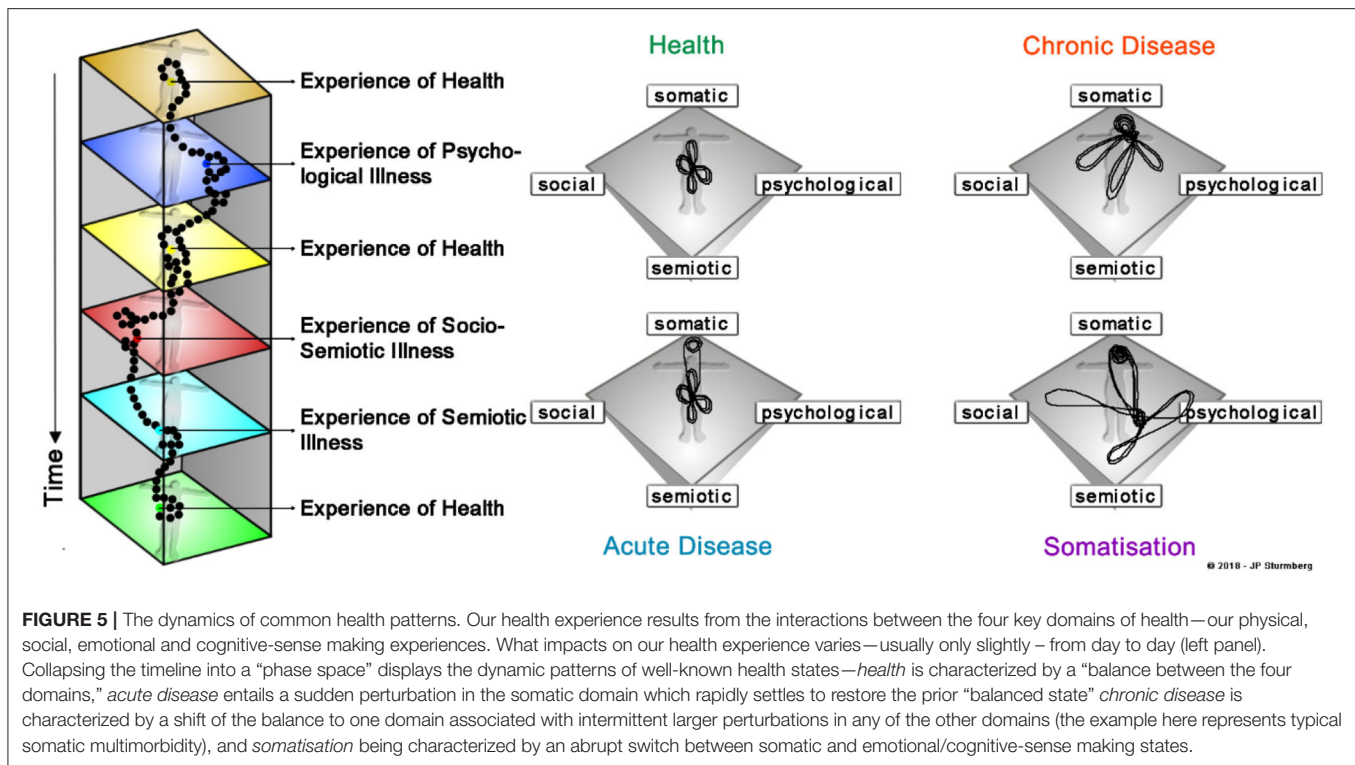 Time
Experience of Health
Experience of Psycho-
logical Illness
Experience of Health
Experience of Socio-
Semiotic Illness
Experience of Semiotic
Illness
Experience of Health
Health
somatic
social
psychological
semiotic
Chronic Disease
somatic
social
psychological
semiotic
somatic
social
psychological
semiotic
Acute Disease
somatic
social
psychological
semiotic
Somatisation
© 2018 - JP Sturmberg
FIGURE 5 | The dynamics of common health patterns. Our health experience results from the interactions between the four key domains of health—our physical,
social, emotional and cognitive-sense making experiences. What impacts on our health experience varies—usually only slightly – from day to day (left panel).
Collapsing the timeline into a “phase space” displays the dynamic patterns of well-known health states—health is characterized by a “balance between the four
domains,” acute disease entails a sudden perturbation in the somatic domain which rapidly settles to restore the prior “balanced state” chronic disease is
characterized by a shift of the balance to one domain associated with intermittent larger perturbations in any of the other domains (the example here represents typical
somatic multimorbidity), and somatisation being characterized by an abrupt switch between somatic and emotional/cognitive-sense making states.